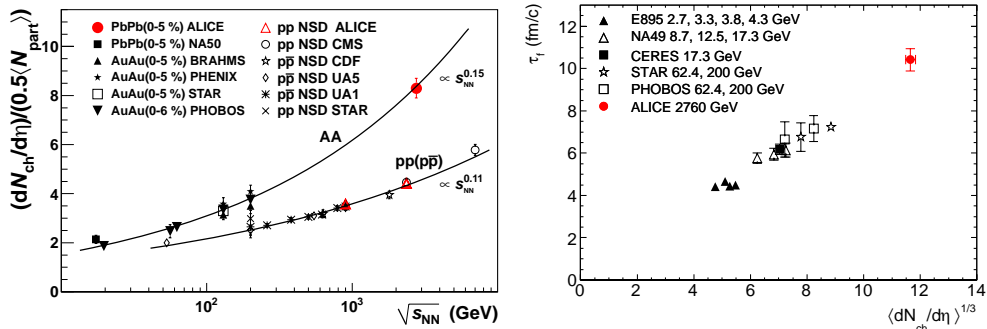 (dN_ch/dη)/(0.5⟨N_part⟩)
10
8
6
4
2
0
PbPb(0-5 %) ALICE
PbPb(0-5 %) NA50
AuAu(0-5 %) BRAHMS
AuAu(0-5 %) PHENIX
AuAu(0-5 %) STAR
AuAu(0-6 %) PHOBOS
pp NSD ALICE
pp NSD CMS
pp̅ NSD CDF
pp̅ NSD UA5
pp̅ NSD UA1
pp NSD STAR
∝ s_NN^0.15
AA
pp(pp̅)
∝ s_NN^0.11
10²
10³
√s_NN (GeV)
τ_f (fm/c)
12
10
8
6
4
2
0
E895 2.7, 3.3, 3.8, 4.3 GeV
NA49 8.7, 12.5, 17.3 GeV
CERES 17.3 GeV
STAR 62.4, 200 GeV
PHOBOS 62.4, 200 GeV
ALICE 2760 GeV
0 2 4 6 8 10 12 14
⟨dN_ch/dη⟩^1/3